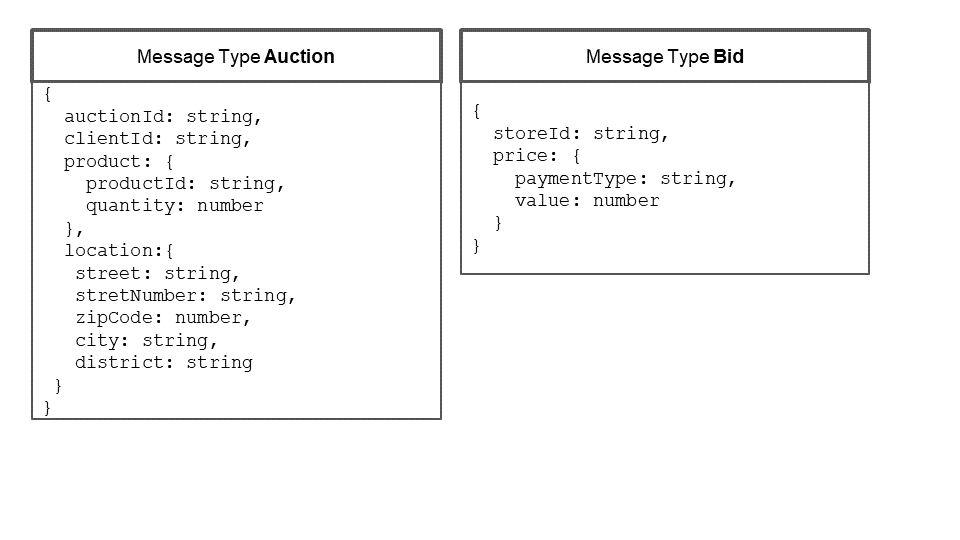 Message Type Auction
{
auctionId: string,
clientId: string,
product: {
productId: string,
quantity: number
},
location:{
street: string,
stretNumber: string,
zipCode: number,
city: string,
district: string
}
}
Message Type Bid
{
storeId: string,
price: {
paymentType: string,
value: number
}
}